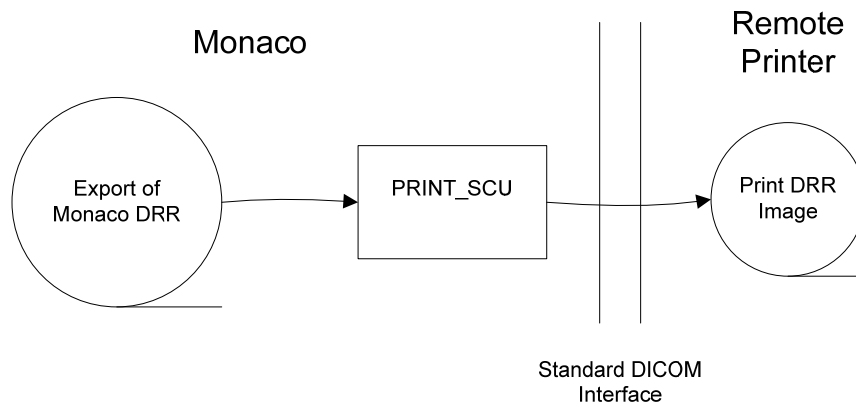 Monaco
Remote
Printer
Export of
Monaco DRR
PRINT_SCU
Print DRR
Image
Standard DICOM
Interface